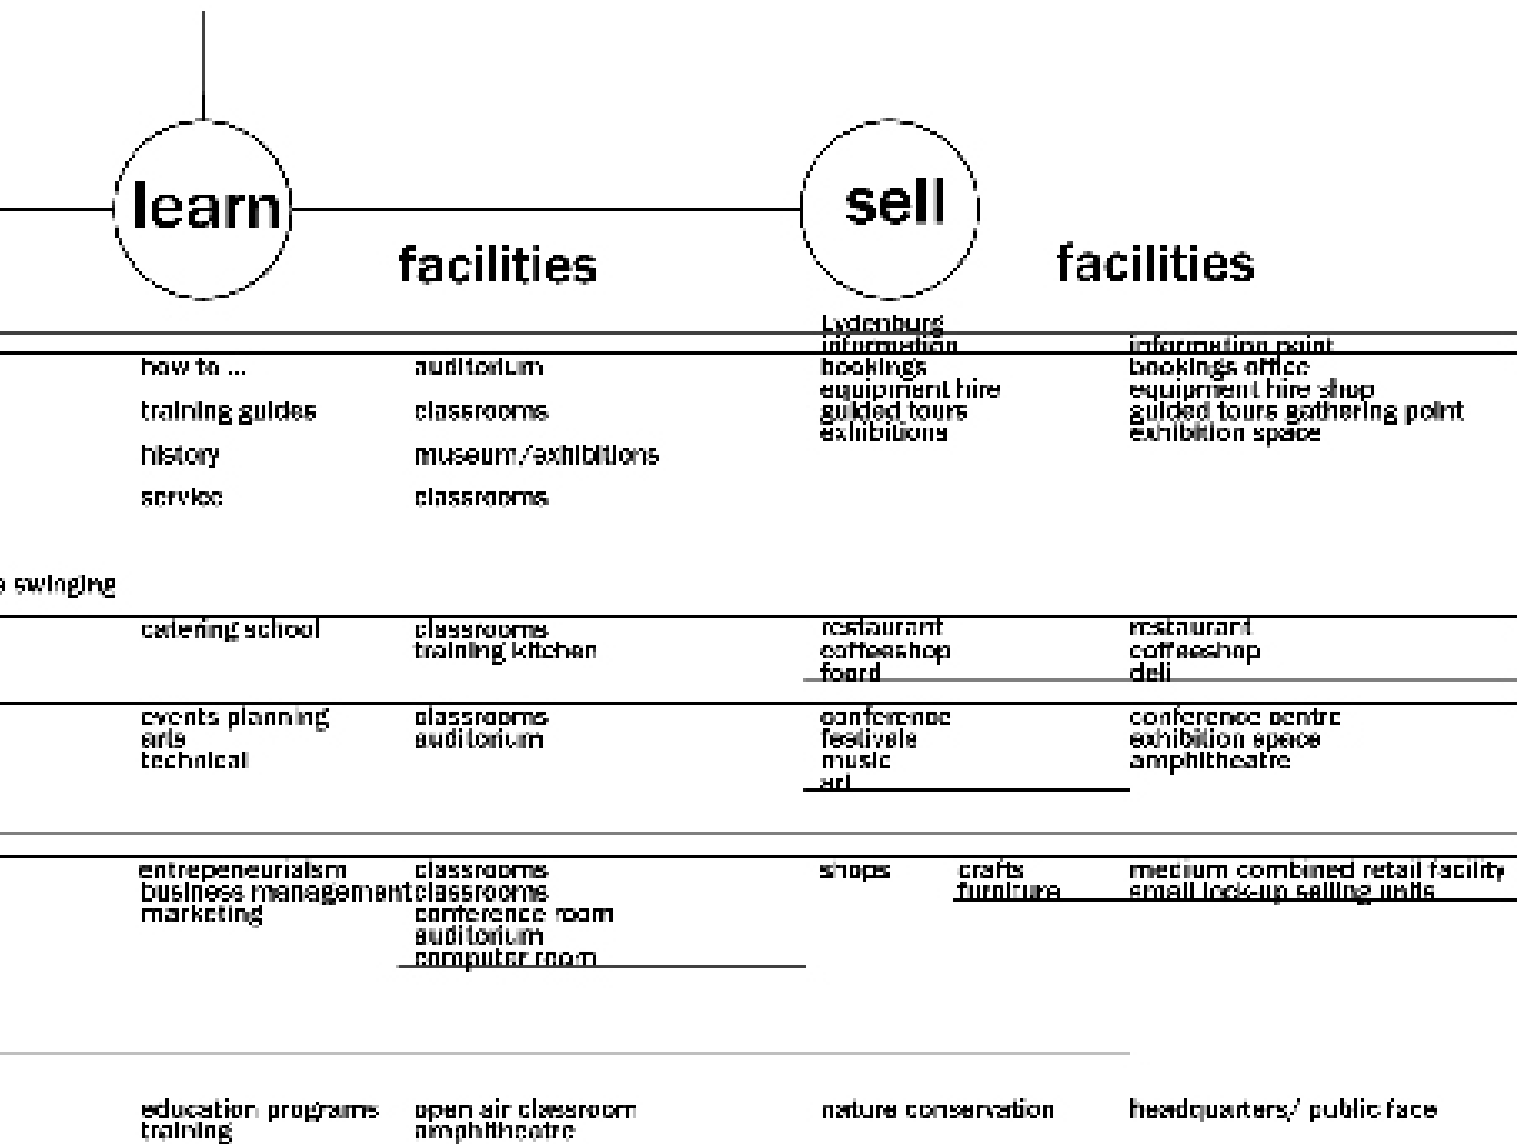 learn
sell
facilities
facilities
Lydenburg
information information point
how to ... auditorium bookings bookings office
equipment hire equipment hire shop
training guides classrooms guided tours guided tours gathering point
exhibitions exhibition space
history museum/exhibitions
service classrooms
swinging
catering school classrooms restaurant restaurant
training kitchen coffeeshop coffeeshop
deli
events planning classrooms conference conference centre
arts auditorium festivals exhibition space
technical music amphitheatre
art
entrepeneurialsm classrooms shops crafts medium combined retail facility
business management classrooms furniture small lock-up selling units
marketing conference room
auditorium
computer room
education programs open air classroom nature conservation headquarters/ public face
training amphitheatre